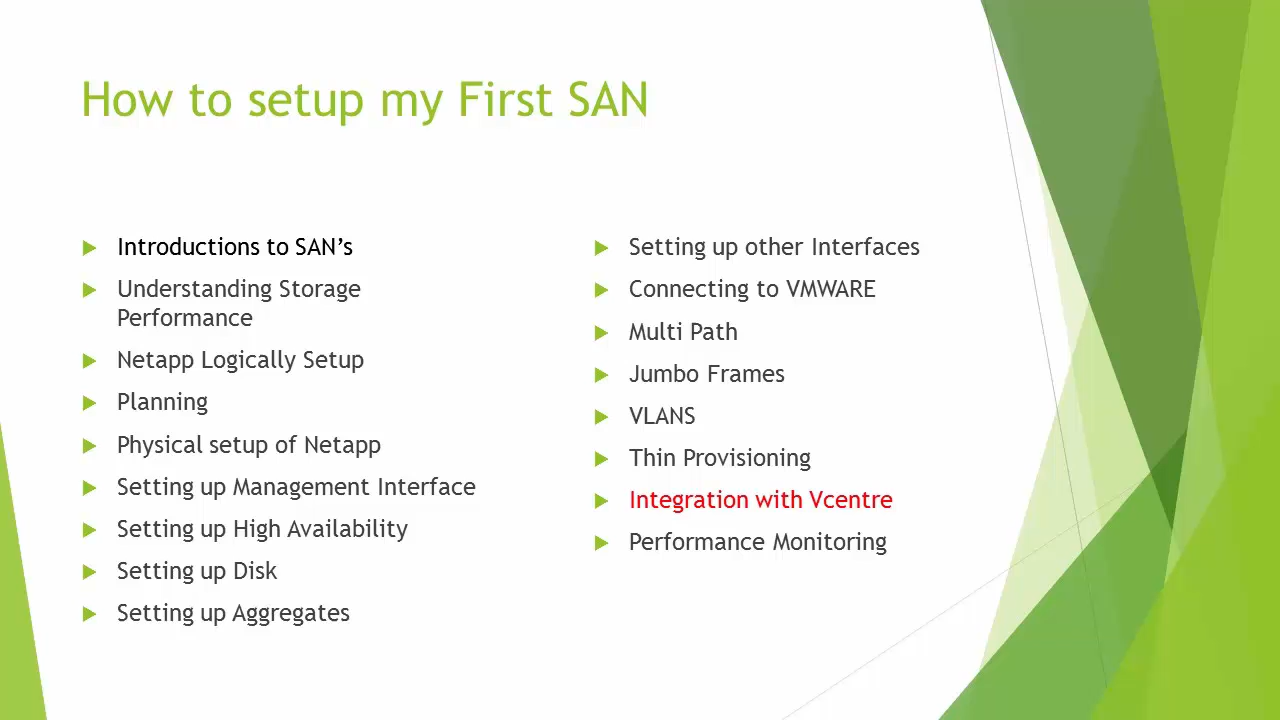 How to setup my First SAN
Introductions to SAN’s
Understanding Storage
Performance
Netapp Logically Setup
Planning
Physical setup of Netapp
Setting up Management Interface
Setting up High Availability
Setting up Disk
Setting up Aggregates
Setting up other Interfaces
Connecting to VMWARE
Multi Path
Jumbo Frames
VLANS
Thin Provisioning
Integration with Vcentre
Performance Monitoring